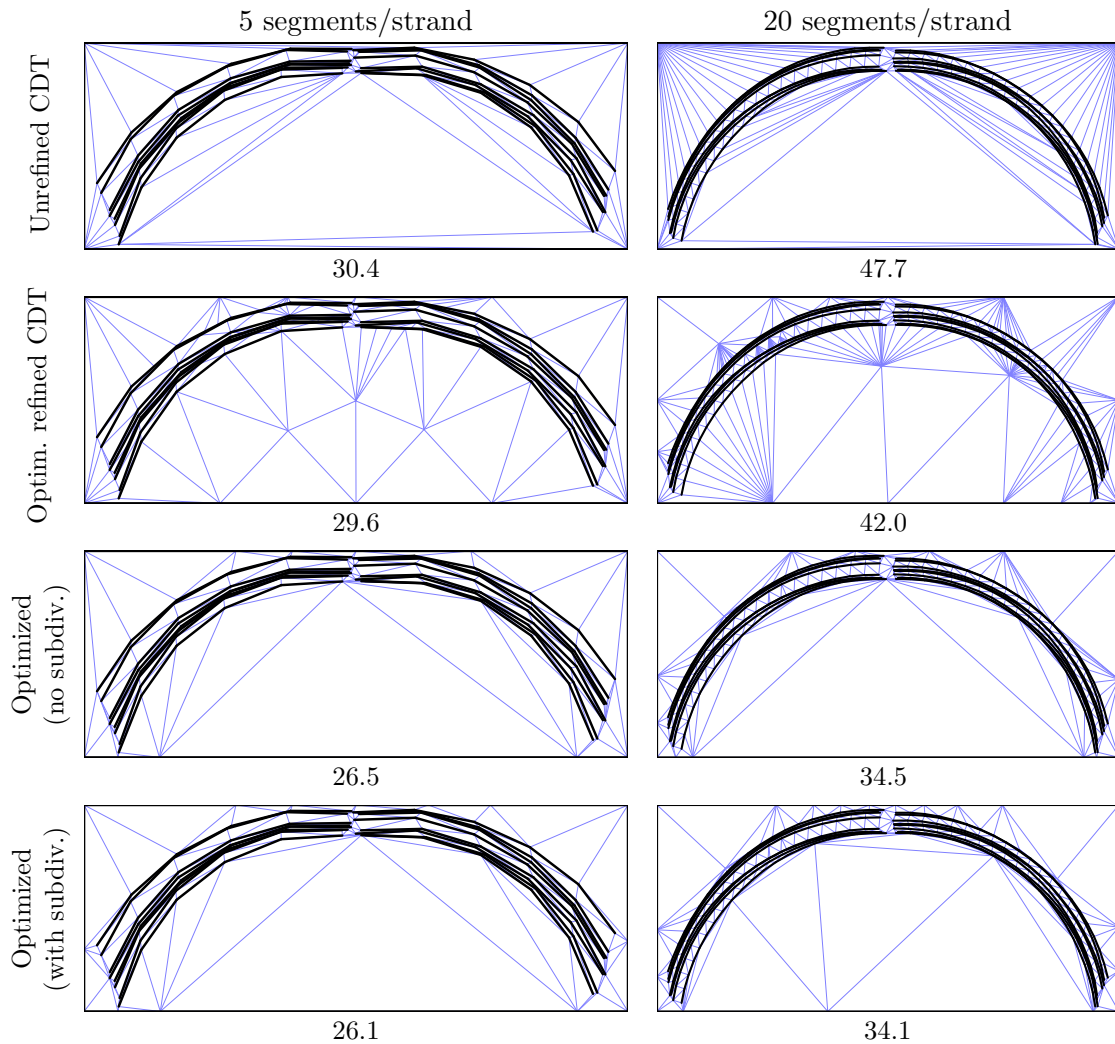 5 segments/strand
20 segments/strand
Unrefined CDT
30.4
47.7
Optim. refined CDT
29.6
42.0
Optimized
(no subdiv.)
26.5
34.5
Optimized
(with subdiv.)
26.1
34.1